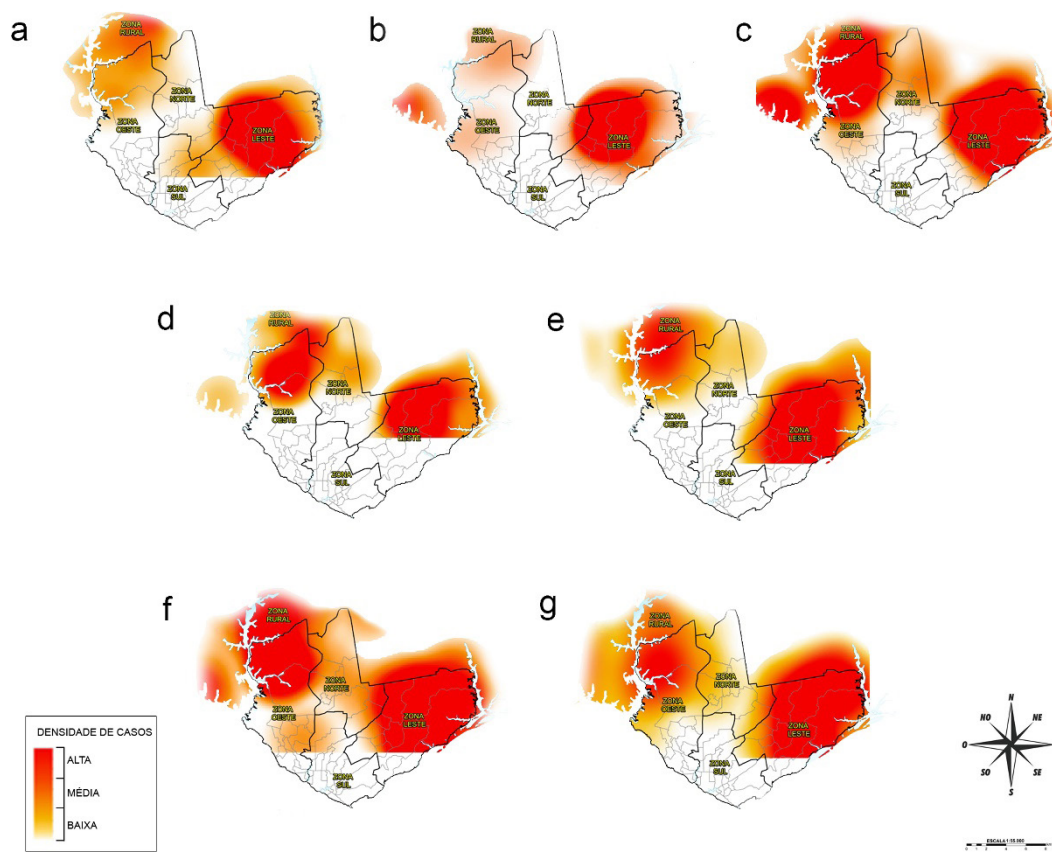 a
ZONA
RURAL
ZONA
NORTE
ZONA
OESTE
ZONA
LESTE
ZONA
SUL
b
ZONA
RURAL
ZONA
NORTE
ZONA
OESTE
ZONA
LESTE
ZONA
SUL
c
ZONA
RURAL
ZONA
NORTE
ZONA
OESTE
ZONA
LESTE
ZONA
SUL
d
ZONA
RURAL
ZONA
NORTE
ZONA
OESTE
ZONA
LESTE
ZONA
SUL
e
ZONA
RURAL
ZONA
NORTE
ZONA
OESTE
ZONA
LESTE
ZONA
SUL
f
ZONA
RURAL
ZONA
NORTE
ZONA
OESTE
ZONA
LESTE
ZONA
SUL
g
ZONA
RURAL
ZONA
NORTE
ZONA
OESTE
ZONA
LESTE
ZONA
SUL
DENSIDADE DE CASOS
ALTA
MÉDIA
BAIXA
N
NO NE
O E
SO SE
S